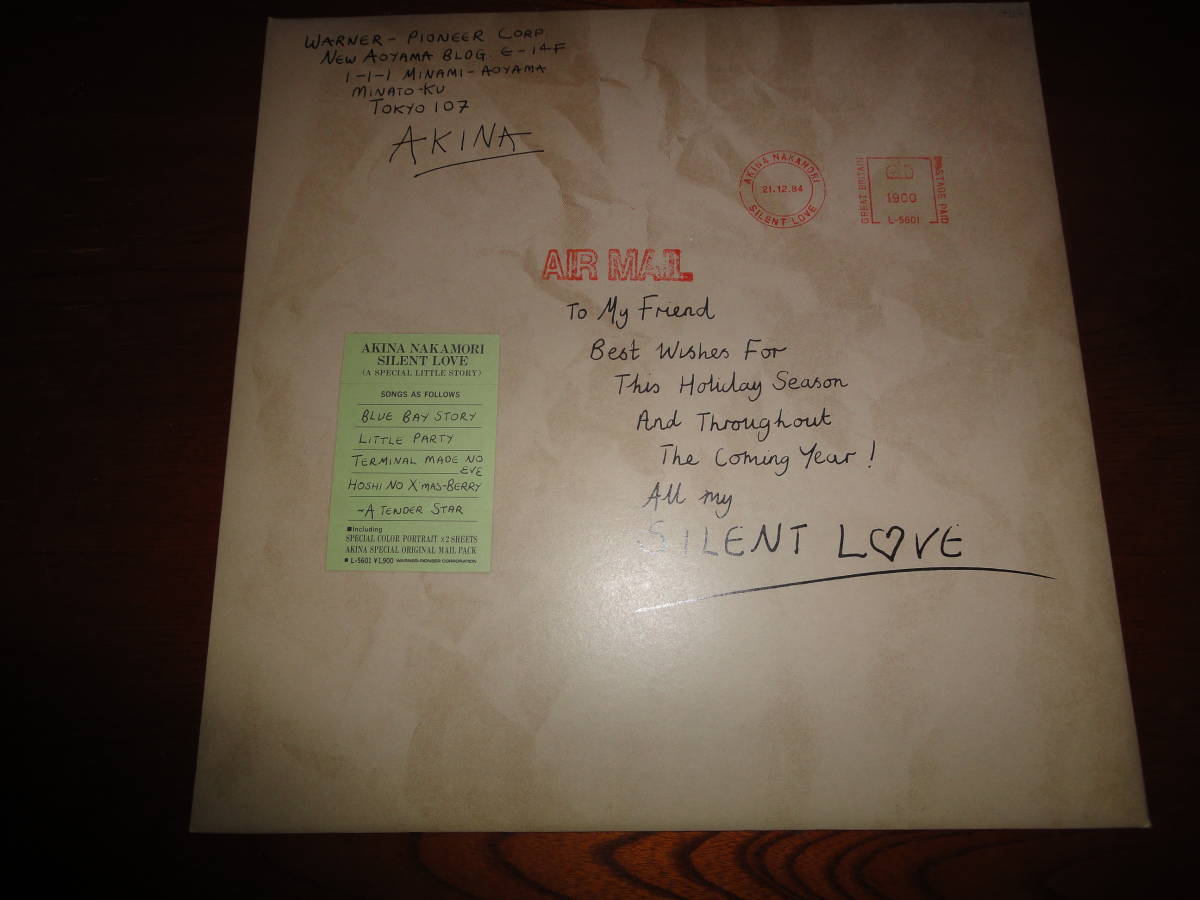 WARNER – PIONEER CORP
NEW AOYAMA BLDG. E-14F
1-1-1 MINAMI-AOYAMA
MINATO-KU
TOKYO 107
AKINA
AKINA NAKAMORI
21.12.84
SILENT LOVE
GREAT BRITAIN
1900
L-5601
POSTAGE PAID
AIR MAIL
To My Friend
Best Wishes For
This Holiday Season
And Throughout
The Coming Year!
All my
SILENT LOVE
AKINA NAKAMORI
SILENT LOVE
(A SPECIAL LITTLE STORY)
SONGS AS FOLLOWS
BLUE BAY STORY
LITTLE PARTY
TERMINAL MADE NO
EVE
HOSHI NO X'MAS-BERRY
~A TENDER STAR
■Including
SPECIAL COLOR PORTRAIT ×2 SHEETS
AKINA SPECIAL ORIGINAL MAIL PACK
■ L-5601 ¥1,900 WARNER-PIONEER CORPORATION